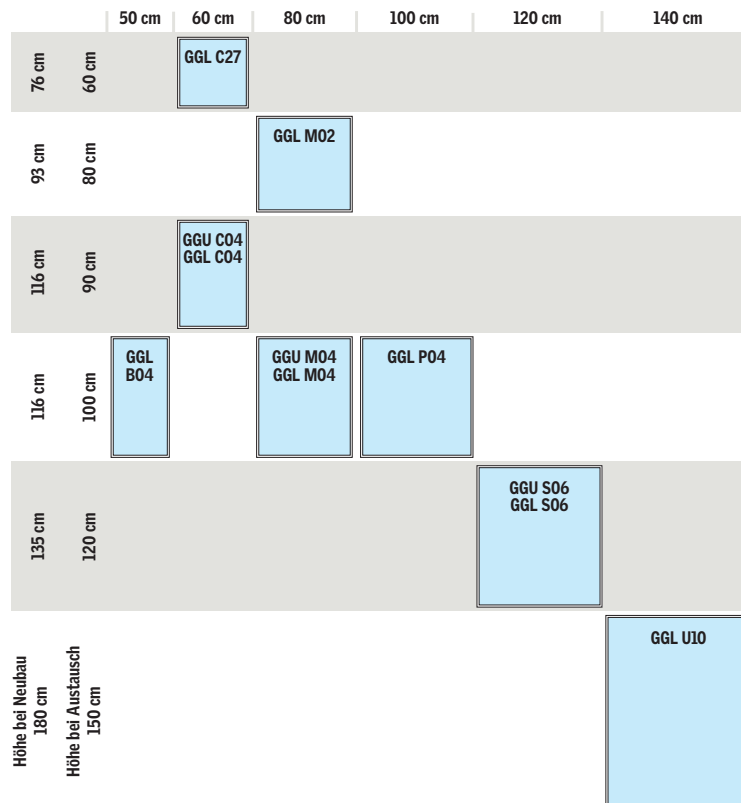 50 cm 60 cm 80 cm 100 cm 120 cm 140 cm
76 cm 60 cm
GGL C27
93 cm 80 cm
GGL M02
116 cm 90 cm
GGU C04
GGL C04
116 cm 100 cm
GGL
B04
GGU M04
GGL M04
GGL P04
135 cm 120 cm
GGU S06
GGL S06
Höhe bei Neubau
180 cm
Höhe bei Austausch
150 cm
GGL U10